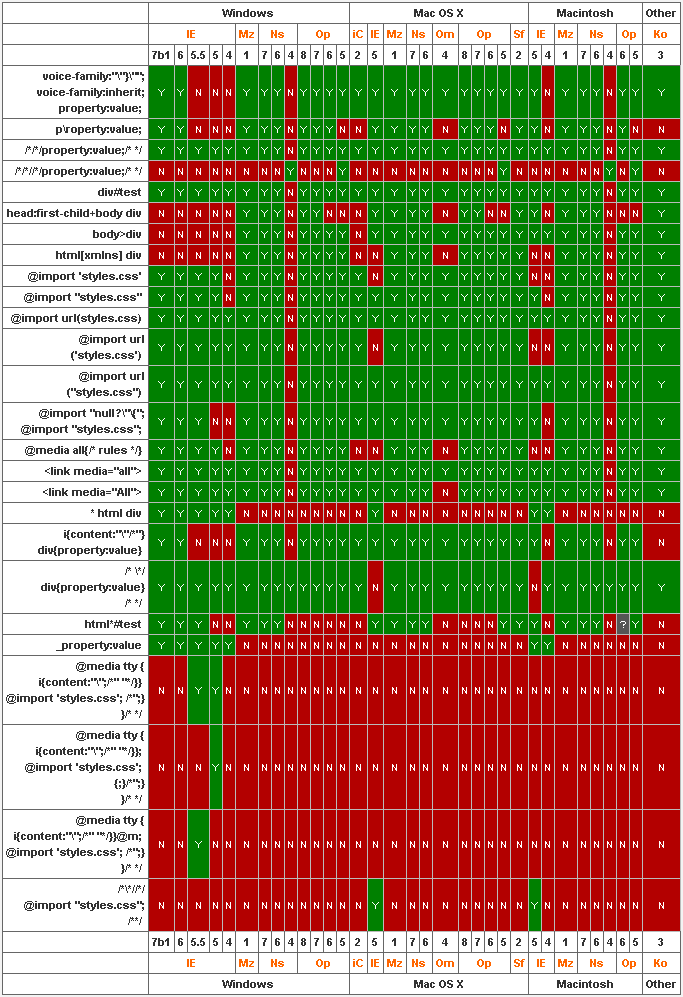 Windows Mac OS X Macintosh Other
IE Mz Ns Op iC IE Mz Ns Om Op Sf IE Mz Ns Op Ko
7b1 6 5.5 5 4 1 7 6 4 8 7 6 5 2 5 1 7 6 4 8 7 6 5 2 5 4 1 7 6 4 6 5 3
voice-family:"\"}\"";
voice-family:inherit;
property:value;
Y Y N N N Y Y Y N Y Y Y Y Y Y Y Y Y Y Y Y Y Y Y Y N Y Y Y N Y Y Y
p\roperty:value; Y Y N N N Y Y Y N Y Y Y N N Y Y Y Y N Y Y Y N Y Y N Y Y Y N Y N N
/*/*/property:value;/* */ Y Y Y Y Y Y Y Y N Y Y Y Y Y Y Y Y Y Y Y Y Y Y Y Y Y Y Y Y N Y Y Y
/*/*//*/property:value;/* */ N N N N N N N N Y N N N Y N N N N N N N N N Y N N N N N N Y N Y N
div#test Y Y Y Y Y Y Y Y N Y Y Y Y Y Y Y Y Y Y Y Y Y Y Y Y Y Y Y Y N Y Y Y
head:first-child+body div N N N N N Y Y Y N Y Y N N N Y Y Y Y N Y Y N N Y Y N Y Y Y N N N Y
body>div N N N N N Y Y Y N Y Y Y Y N Y Y Y Y Y Y Y Y Y Y Y Y Y Y Y N Y Y Y
html[xmlns] div N N N N N Y Y Y N Y Y Y Y N N Y Y Y N Y Y Y Y Y N N Y Y Y N Y Y Y
@import 'styles.css' Y Y Y Y N Y Y Y N Y Y Y Y Y N Y Y Y Y Y Y Y Y Y N N Y Y Y N Y Y Y
@import "styles.css" Y Y Y Y N Y Y Y N Y Y Y Y Y Y Y Y Y Y Y Y Y Y Y Y N Y Y Y N Y Y Y
@import url(styles.css) Y Y Y Y Y Y Y Y N Y Y Y Y Y Y Y Y Y Y Y Y Y Y Y Y Y Y Y Y N Y Y Y
@import url
('styles.css')
Y Y Y Y Y Y Y Y N Y Y Y Y Y N Y Y Y Y Y Y Y Y Y N N Y Y Y N Y Y Y
@import url
("styles.css")
Y Y Y Y Y Y Y Y N Y Y Y Y Y Y Y Y Y Y Y Y Y Y Y Y Y Y Y Y N Y Y Y
@import "null?\"\{";
@import "styles.css";
Y Y Y N N Y Y Y N Y Y Y Y Y Y Y Y Y Y Y Y Y Y Y Y N Y Y Y N Y Y Y
@media all{/* rules */} Y Y Y Y N Y Y Y N Y Y Y Y N N Y Y Y N Y Y Y Y Y N N Y Y Y N Y Y Y
<link media="all"> Y Y Y Y Y Y Y Y N Y Y Y Y Y Y Y Y Y Y Y Y Y Y Y Y Y Y Y Y N Y Y Y
<link media="All"> Y Y Y Y Y Y Y Y N Y Y Y Y Y Y Y Y Y N Y Y Y Y Y Y Y Y Y Y N Y Y Y
* html div Y Y Y Y Y N N N N N N N N N Y N N N N N N N N N Y Y N N N N N N N
i{content:"\"/*"}
div{property:value}
Y Y N N N Y Y Y N Y Y Y Y Y Y Y Y Y Y Y Y Y Y Y Y N Y Y Y N Y Y N
/* \*/
div{property:value}
/* */
Y Y Y Y Y Y Y Y Y Y Y Y Y Y N Y Y Y Y Y Y Y Y Y N Y Y Y Y Y Y Y Y
html*#test Y Y Y N N Y Y Y N N N N N N Y Y Y Y N N N N Y Y Y N Y Y Y N ? Y N
_property:value Y Y Y Y Y N N N N N N N N N N N N N N N N N N N Y Y N N N N N N N
@media tty {
i{content:"\";/*" "*/}}
@import 'styles.css'; /*";}
}/* */
N N Y Y N N N N N N N N N N N N N N N N N N N N N N N N N N N N N
@media tty {
i{content:"\";/*" "*/}};
@import 'styles.css';
{;}/*";}
}/* */
N N N Y N N N N N N N N N N N N N N N N N N N N N N N N N N N N N
@media tty {
i{content:"\";/*" "*/}}@m;
@import 'styles.css'; /*";}
}/* */
N N Y N N N N N N N N N N N N N N N N N N N N N N N N N N N N N N
/*\*//*/
@import "styles.css";
/**/
N N N N N N N N N N N N N N Y N N N N N N N N N Y N N N N N N N N
7b1 6 5.5 5 4 1 7 6 4 8 7 6 5 2 5 1 7 6 4 8 7 6 5 2 5 4 1 7 6 4 6 5 3
IE Mz Ns Op iC IE Mz Ns Om Op Sf IE Mz Ns Op Ko
Windows Mac OS X Macintosh Other